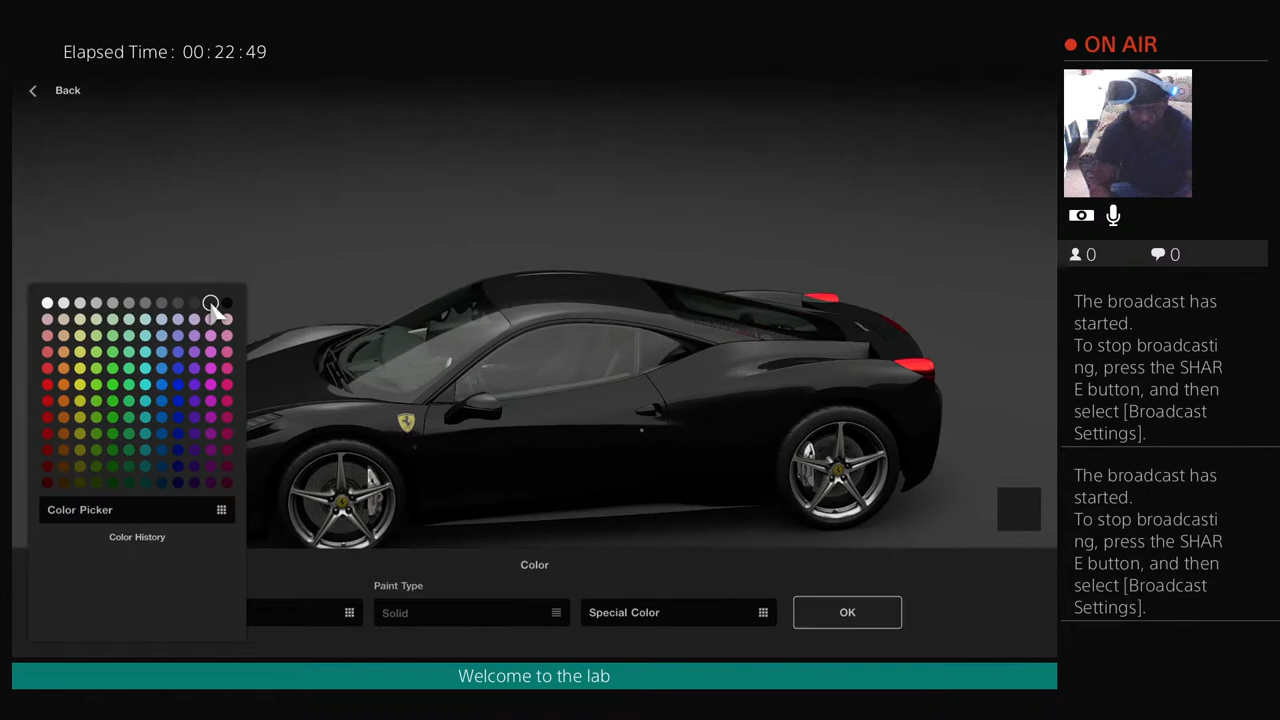 Elapsed Time: 00:22:49
ON AIR
Back
0
0
The broadcast has
started.
To stop broadcasti
ng, press the SHAR
E button, and then
select [Broadcast
Settings].
The broadcast has
started.
To stop broadcasti
ng, press the SHAR
E button, and then
select [Broadcast
Settings].
Color Picker
Color History
Color
Paint Type
Solid
Special Color
OK
Welcome to the lab